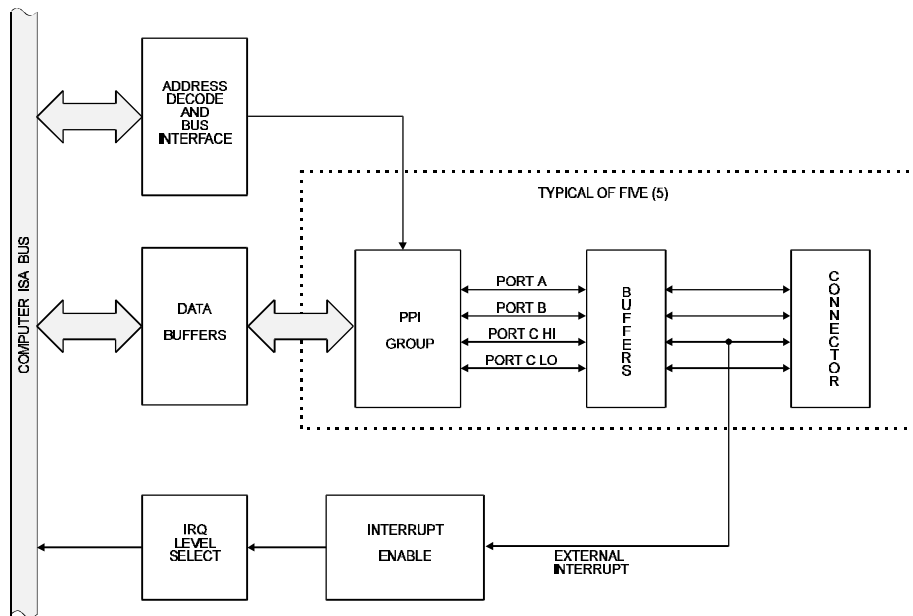 ADDRESS
DECODE
AND
BUS
INTERFACE
TYPICAL OF FIVE (5)
COMPUTER ISA BUS
DATA
BUFFERS
PPI
GROUP
PORT A
PORT B
PORT C HI
PORT C LO
BUFFERS
CONNECTOR
IRQ
LEVEL
SELECT
INTERRUPT
ENABLE
EXTERNAL
INTERRUPT